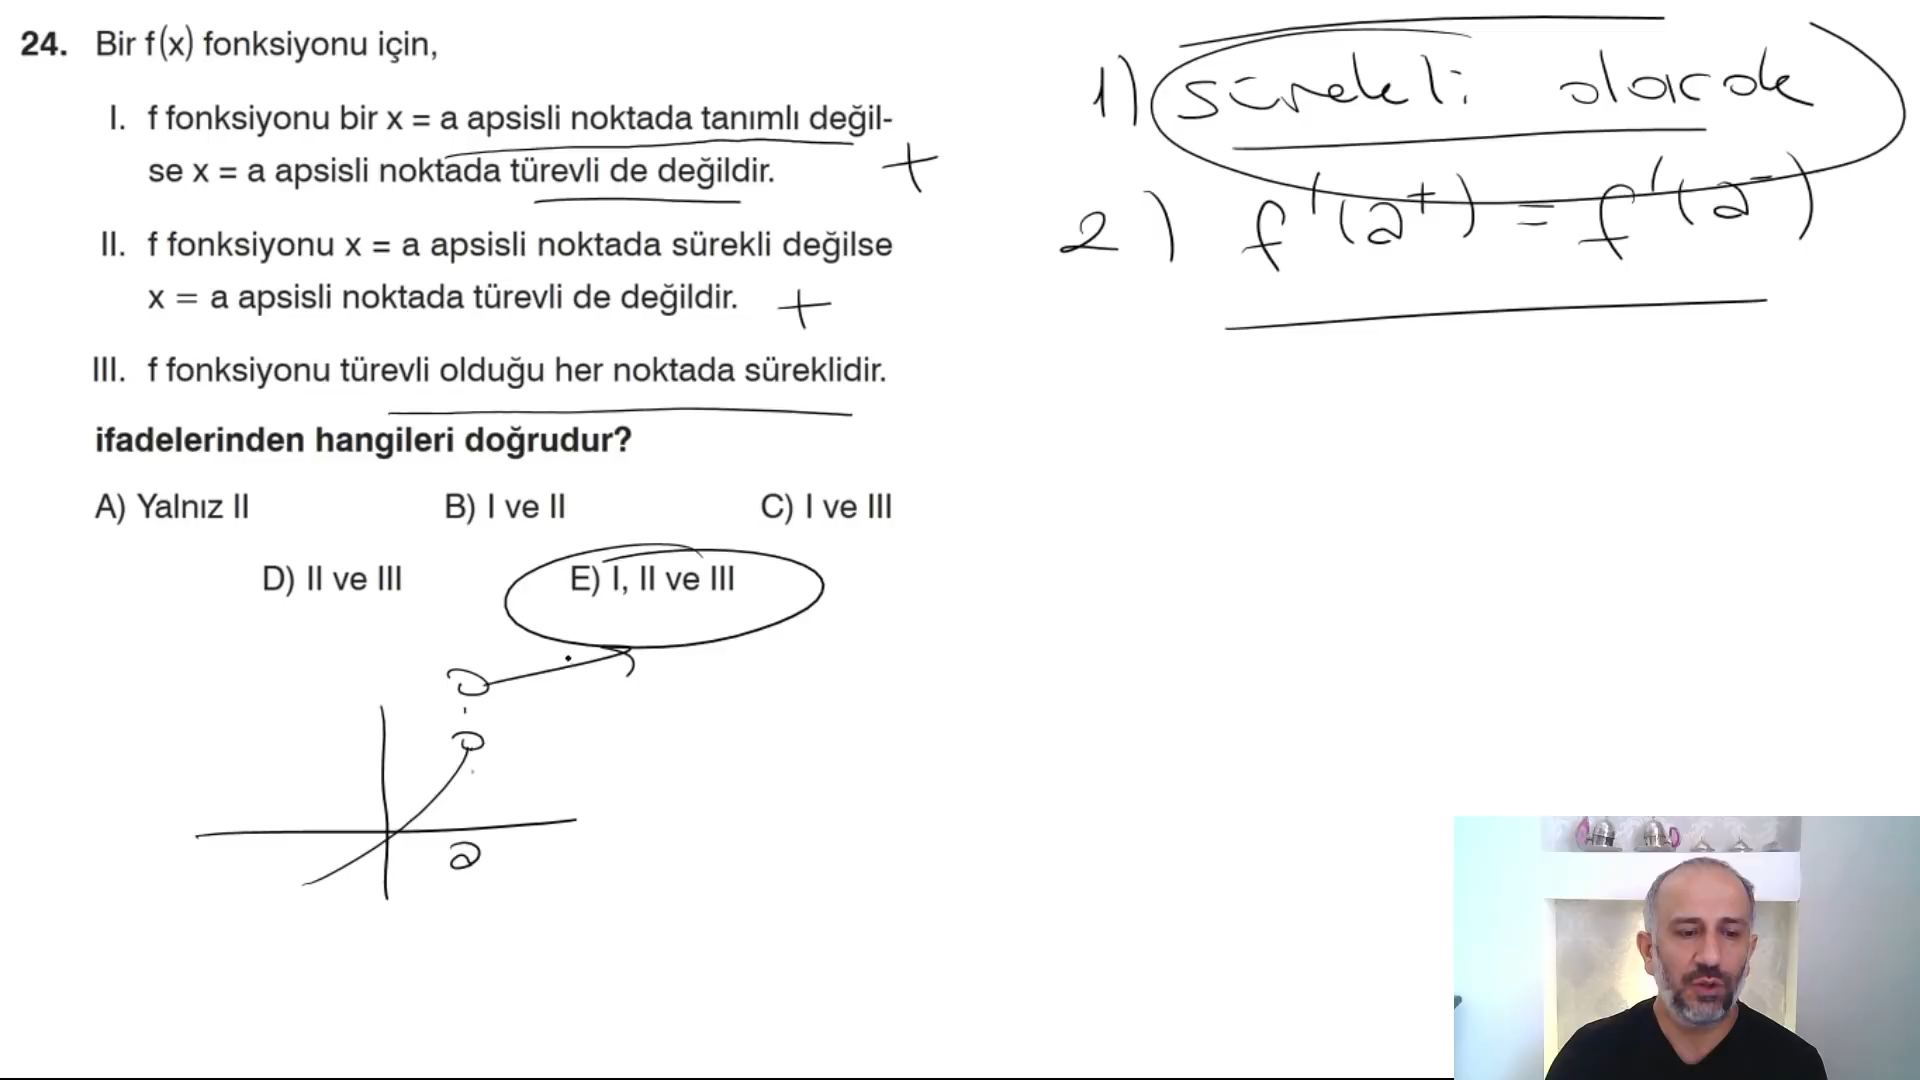 24. Bir f(x) fonksiyonu için,
I. f fonksiyonu bir x = a apsisli noktada tanımlı değil-
se x = a apsisli noktada türevli de değildir. +
II. f fonksiyonu x = a apsisli noktada sürekli değilse
x = a apsisli noktada türevli de değildir. +
III. f fonksiyonu türevli olduğu her noktada süreklidir.
ifadelerinden hangileri doğrudur?
A) Yalnız II B) I ve II C) I ve III
D) II ve III E) I, II ve III
a
1) sürekli olacak
2) f'(a⁺) = f'(a⁻)